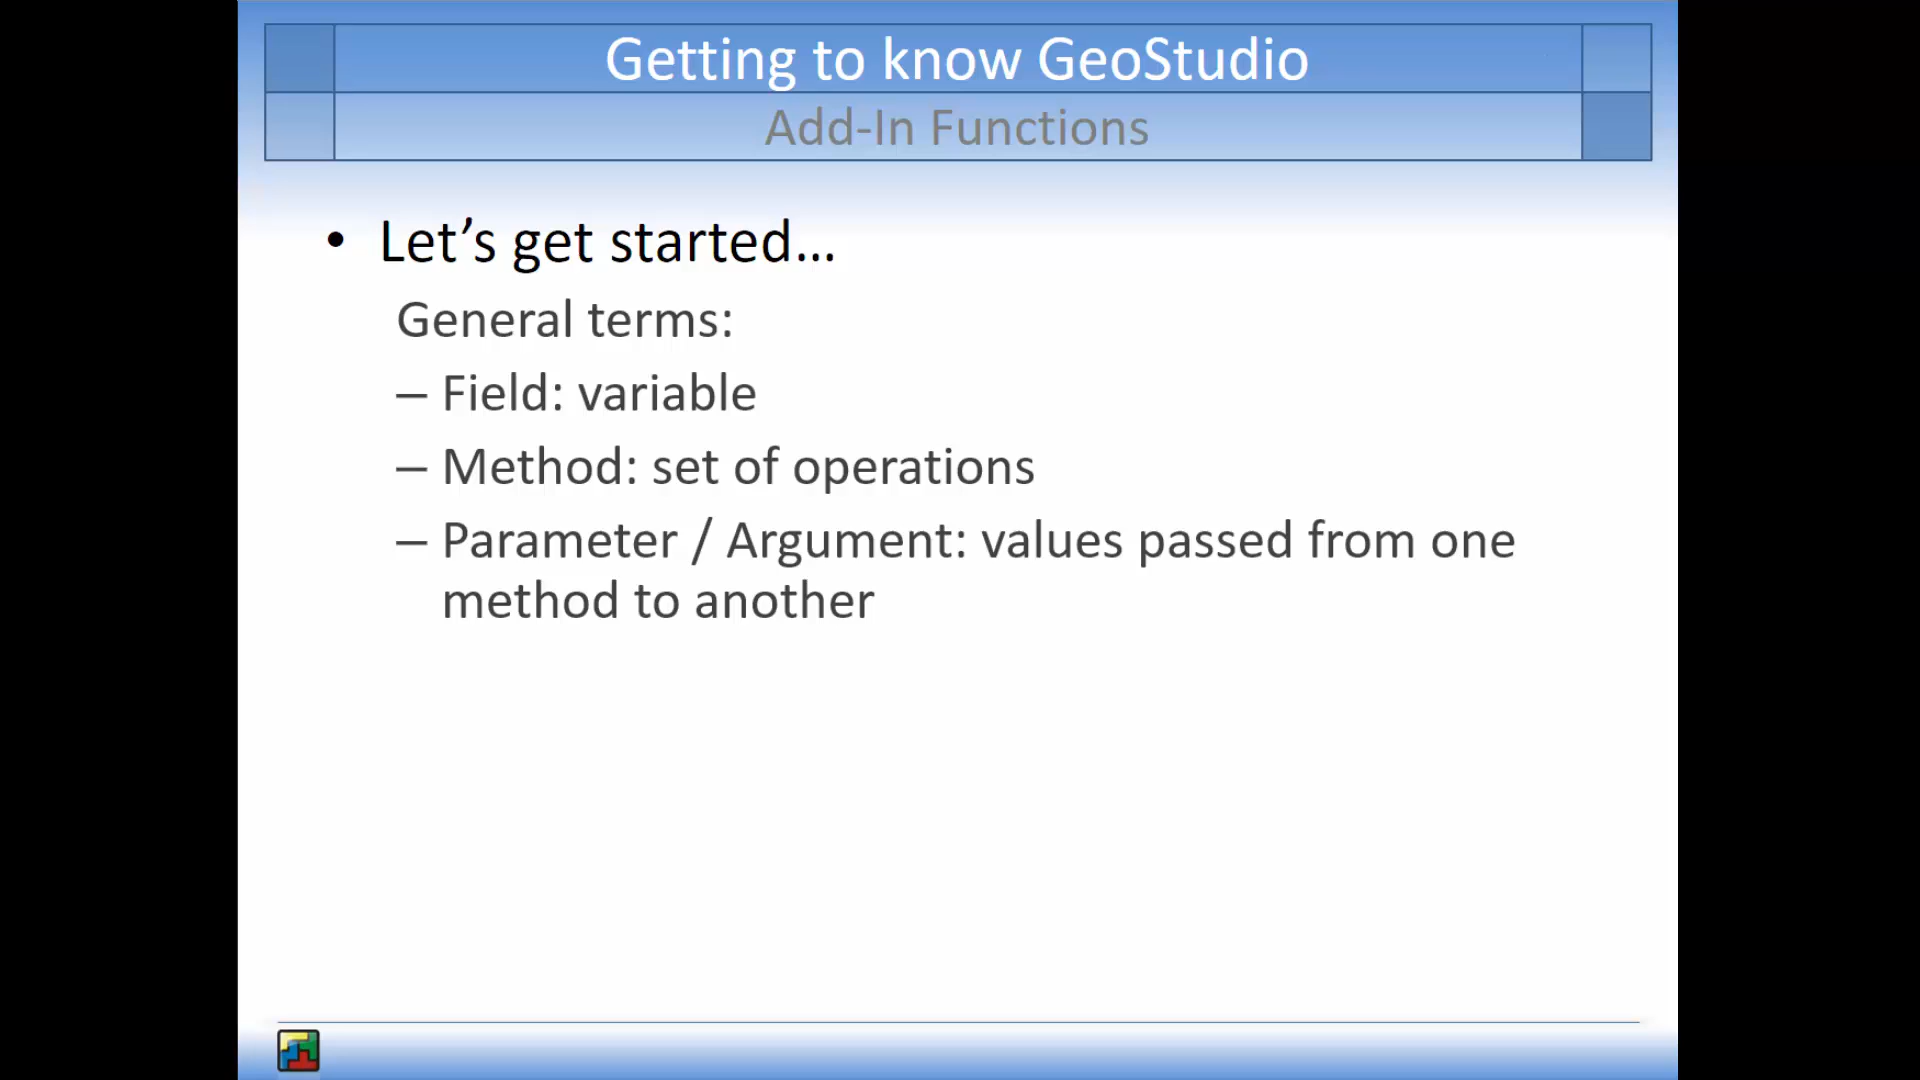 Getting to know GeoStudio
Add-In Functions
• Let’s get started...
General terms:
– Field: variable
– Method: set of operations
– Parameter / Argument: values passed from one
method to another